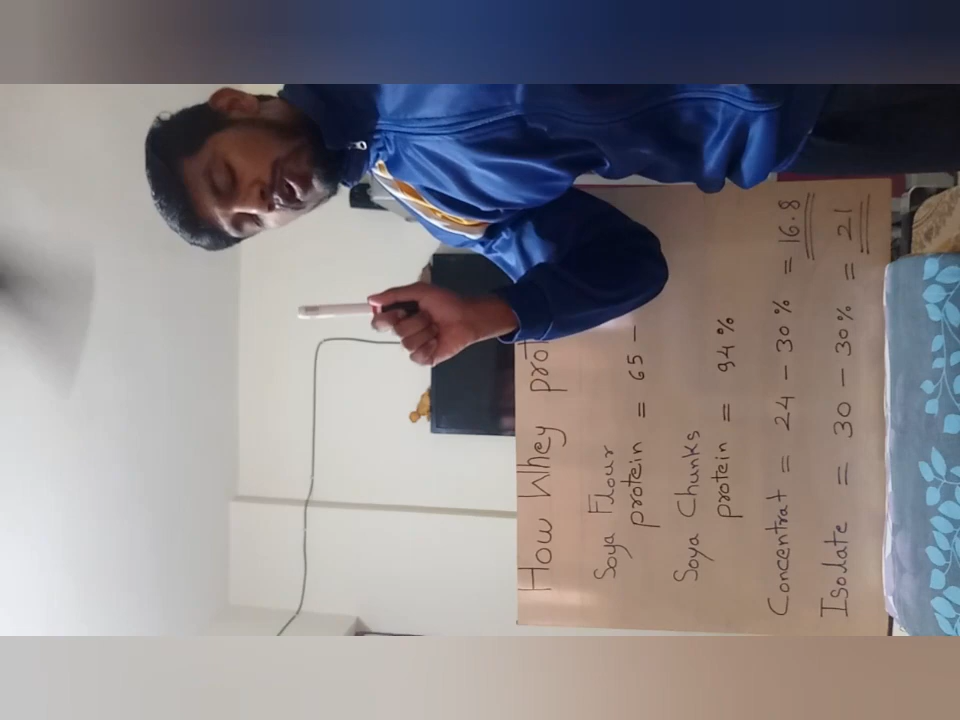 How Whey prot
Soya Flour
protein = 65 -
Soya Chunks
protein = 94%
Concentrat = 24 - 30% = 16.8
Isolate = 30 - 30% = 21